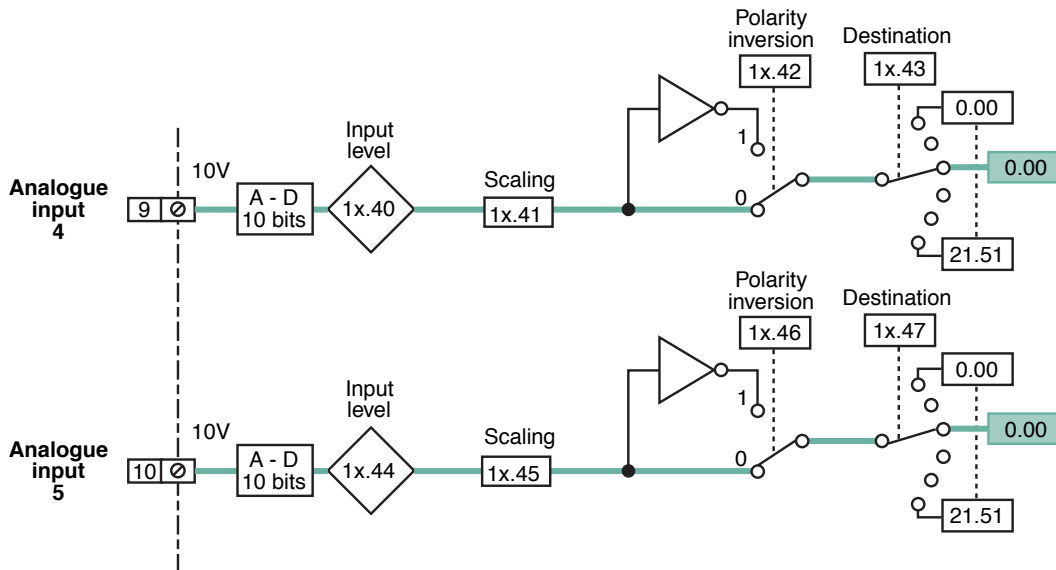 Polarity
inversion
Destination
1x.42
1x.43
0.00
1
Input
level
10V
Scaling
0.00
Analogue
input
4
9
A - D
10 bits
1x.40
1x.41
0
21.51
Polarity
inversion
Destination
1x.46
1x.47
0.00
1
Input
level
10V
Scaling
0.00
Analogue
input
5
10
A - D
10 bits
1x.44
1x.45
0
21.51